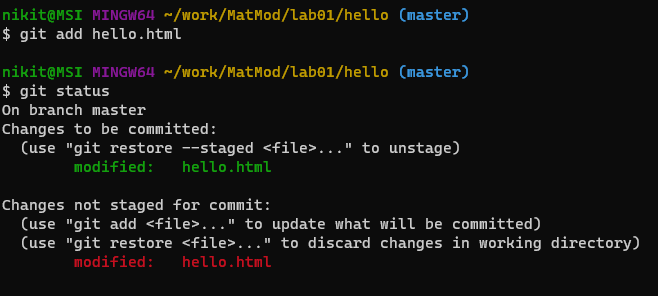 nikit@MSI MINGW64 ~/work/MatMod/lab01/hello (master)
$ git add hello.html

nikit@MSI MINGW64 ~/work/MatMod/lab01/hello (master)
$ git status
On branch master
Changes to be committed:
  (use "git restore --staged <file>..." to unstage)
        modified:   hello.html

Changes not staged for commit:
  (use "git add <file>..." to update what will be committed)
  (use "git restore <file>..." to discard changes in working directory)
        modified:   hello.html